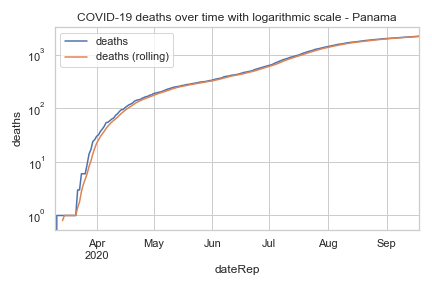 COVID-19 deaths over time with logarithmic scale - Panama
deaths
deaths (rolling)
10³
10²
10¹
10⁰
deaths
Apr
2020
May
Jun
Jul
Aug
Sep
dateRep